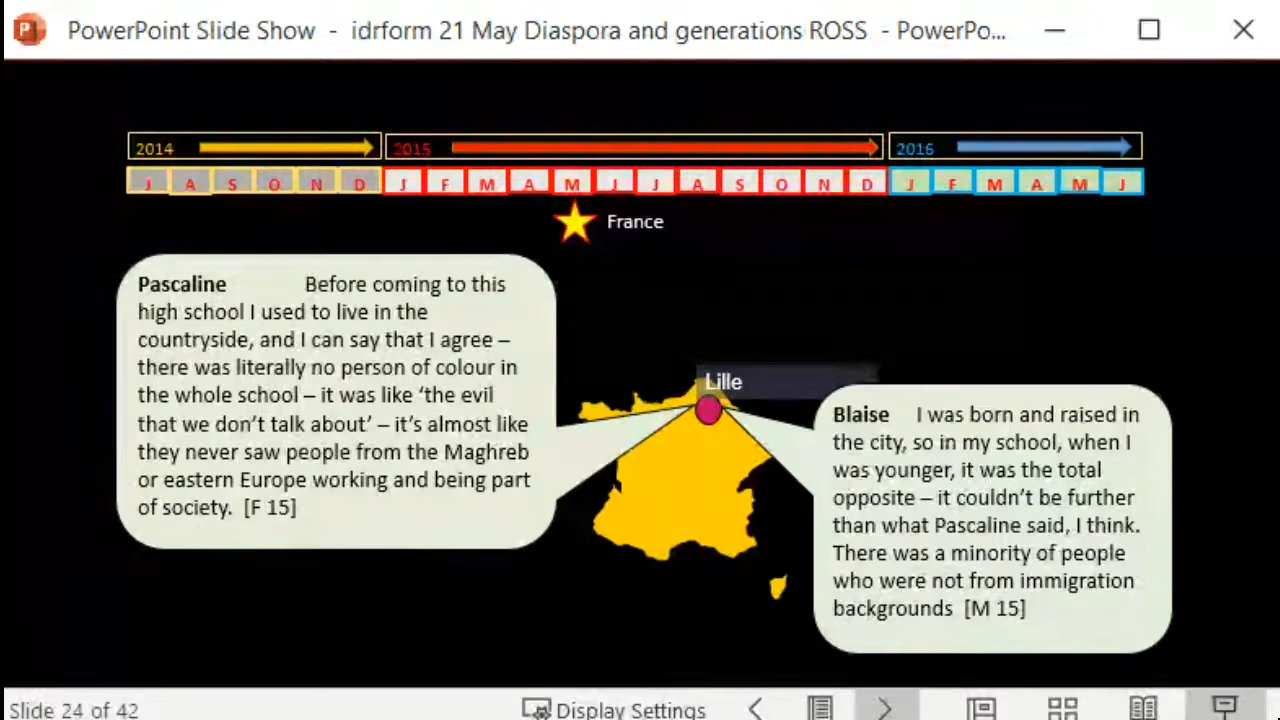 PowerPoint Slide Show - idrform 21 May Diaspora and generations ROSS - PowerPo...
2014 2015 2016
J A S O N D J F M A M J J A S O N D J F M A M J
France
Pascaline Before coming to this
high school I used to live in the
countryside, and I can say that I agree –
there was literally no person of colour in
the whole school – it was like ‘the evil
that we don’t talk about’ – it’s almost like
they never saw people from the Maghreb
or eastern Europe working and being part
of society. [F 15]
Lille
Blaise I was born and raised in
the city, so in my school, when I
was younger, it was the total
opposite – it couldn’t be further
than what Pascaline said, I think.
There was a minority of people
who were not from immigration
backgrounds [M 15]
Slide 24 of 42 Display Settings